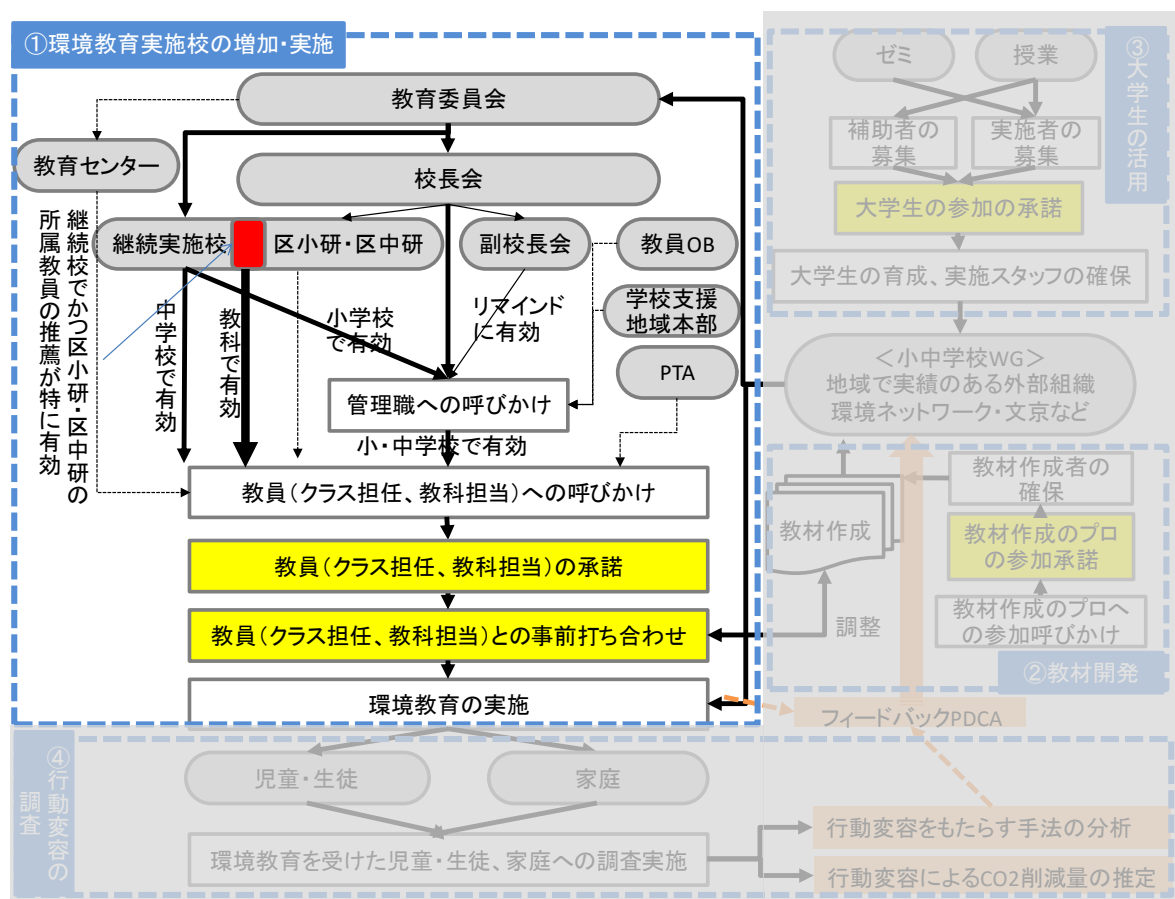 ①環境教育実施校の増加・実施
教育委員会
教育センター
校長会
継続実施校
区小研・区中研
副校長会
教員OB
学校支援
地域本部
PTA
継続校でかつ区小研・区中研の
所属教員の推薦が特に有効
中学校で有効
教科で有効
小学校
で有効
リマインド
に有効
管理職への呼びかけ
小・中学校で有効
教員（クラス担任、教科担当）への呼びかけ
教員（クラス担任、教科担当）の承諾
教員（クラス担任、教科担当）との事前打ち合わせ
環境教育の実施
③大学生の活用
ゼミ
授業
補助者の
募集
実施者の
募集
大学生の参加の承諾
大学生の育成、実施スタッフの確保
＜小中学校WG＞
地域で実績のある外部組織
環境ネットワーク・文京など
教材作成
教材作成者の
確保
教材作成のプロ
の参加承諾
教材作成のプロへ
の参加呼びかけ
調整
②教材開発
フィードバックPDCA
④行動変容の
調査
児童・生徒
家庭
環境教育を受けた児童・生徒、家庭への調査実施
行動変容をもたらす手法の分析
行動変容によるCO2削減量の推定